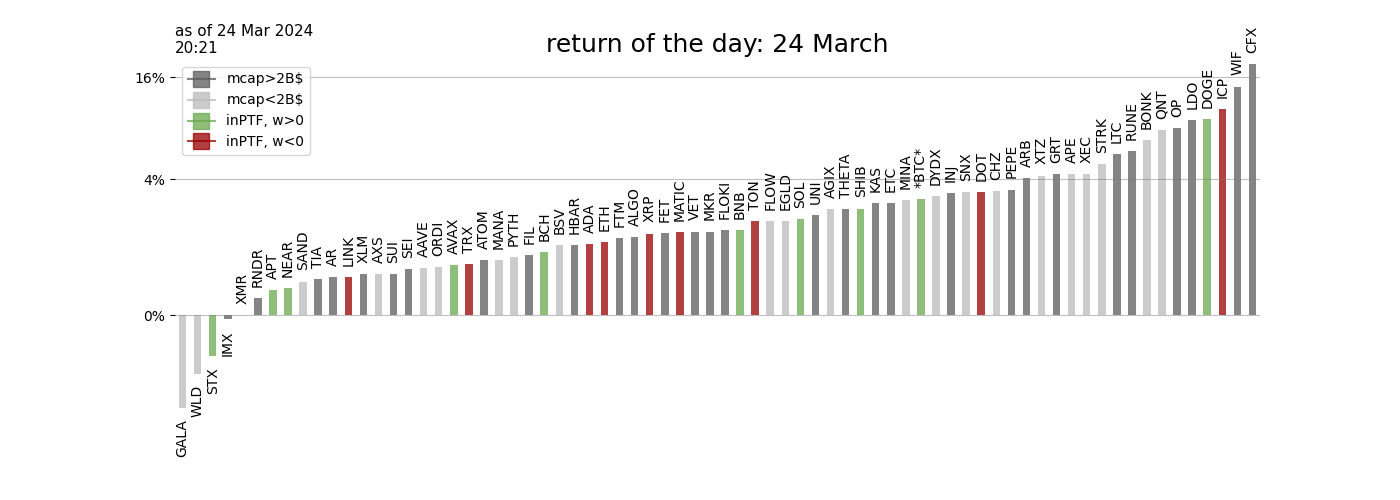 as of 24 Mar 2024
20:21
return of the day: 24 March
16%
4%
0%
mcap>2B$
mcap<2B$
inPTF, w>0
inPTF, w<0
GALA
WLD
STX
IMX
XMR
RNDR
APT
NEAR
SAND
TIA
AR
LINK
XLM
AXS
SUI
SEI
AAVE
ORDI
AVAX
TRX
ATOM
MANA
PYTH
FIL
BCH
BSV
HBAR
ADA
ETH
FTM
ALGO
XRP
FET
MATIC
VET
MKR
FLOKI
BNB
TON
FLOW
EGLD
SOL
UNI
AGIX
THETA
SHIB
KAS
ETC
MINA
*BTC*
DYDX
INJ
SNX
DOT
CHZ
PEPE
ARB
XTZ
GRT
APE
XEC
STRK
LTC
RUNE
BONK
QNT
OP
LDO
DOGE
ICP
WIF
CFX